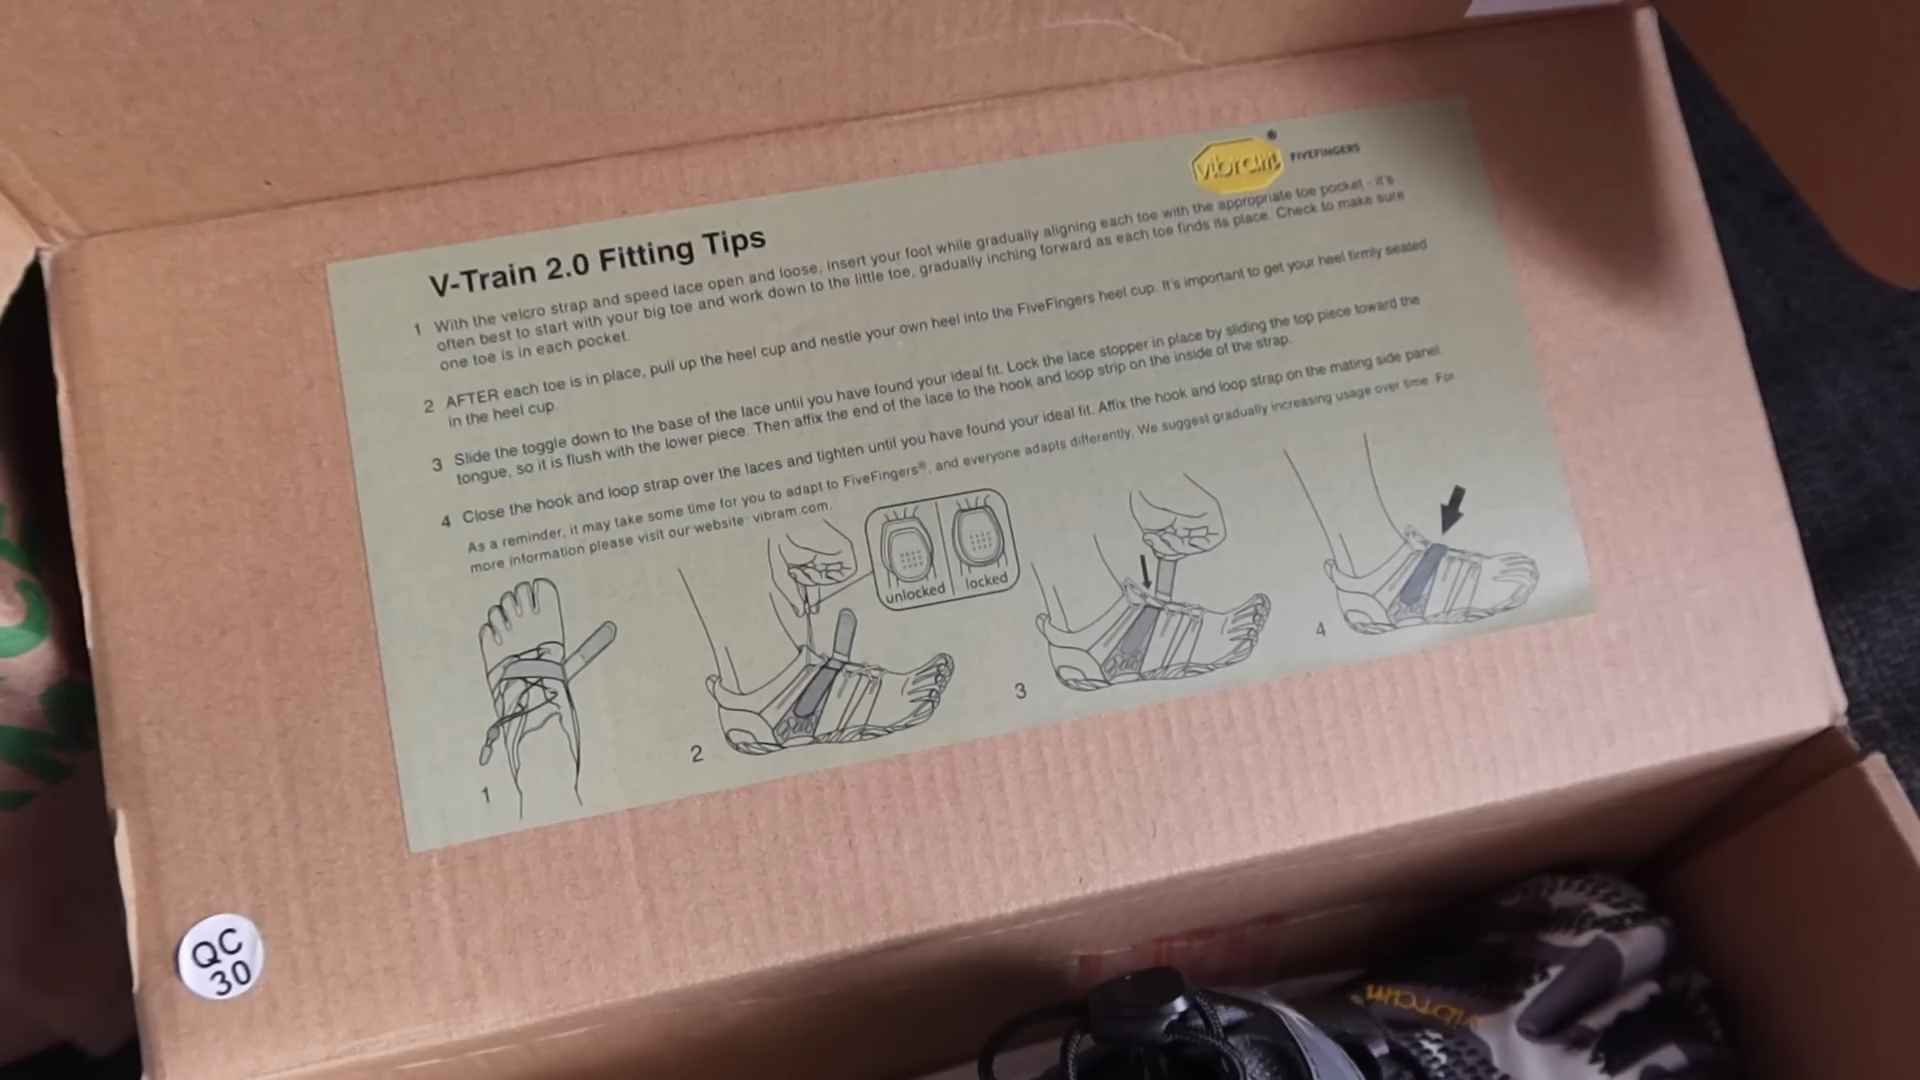 vibram®
FIVEFINGERS
V-Train 2.0 Fitting Tips
1 With the velcro strap and speed lace open and loose, insert your foot while gradually aligning each toe with the appropriate toe pocket - it's
often best to start with your big toe and work down to the little toe, gradually inching forward as each toe finds its place. Check to make sure
one toe is in each pocket.
2 AFTER each toe is in place, pull up the heel cup and nestle your own heel into the FiveFingers heel cup. It's important to get your heel firmly seated
in the heel cup.
3 Slide the toggle down to the base of the lace until you have found your ideal fit. Lock the lace stopper in place by sliding the top piece toward the
tongue, so it is flush with the lower piece. Then affix the end of the lace to the hook and loop strip on the inside of the strap.
4 Close the hook and loop strap over the laces and tighten until you have found your ideal fit. Affix the hook and loop strap on the mating side panel.
As a reminder, it may take some time for you to adapt to FiveFingers®, and everyone adapts differently. We suggest gradually increasing usage over time. For
more information please visit our website: vibram.com.
unlocked
locked
1
2
3
4
QC
30
vibram